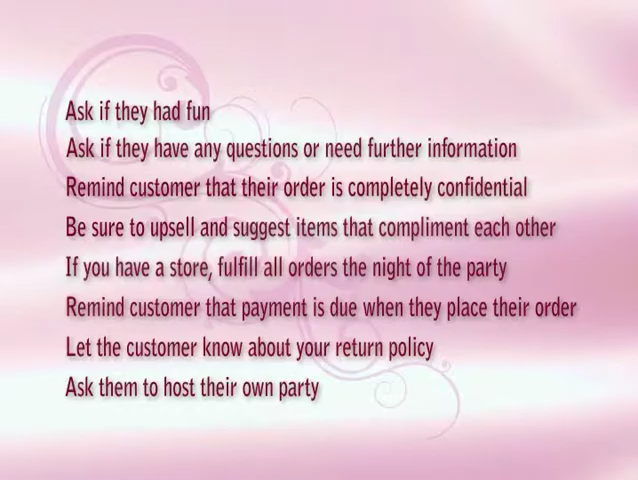 Ask if they had fun
Ask if they have any questions or need further information
Remind customer that their order is completely confidential
Be sure to upsell and suggest items that compliment each other
If you have a store, fulfill all orders the night of the party
Remind customer that payment is due when they place their order
Let the customer know about your return policy
Ask them to host their own party